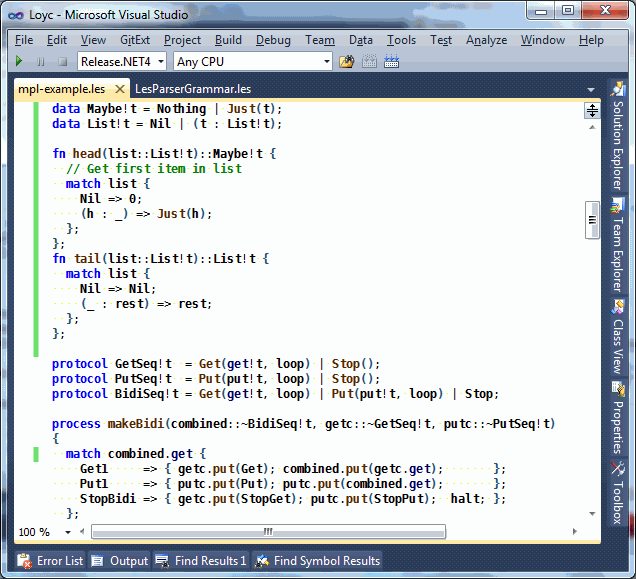 Loyc - Microsoft Visual Studio
File Edit View GitExt Project Build Debug Team Data Tools Test Analyze Window Help
Release.NET4 Any CPU
mpl-example.les LesParserGrammar.les
data Maybe!t = Nothing | Just(t);
data List!t = Nil | (t : List!t);
fn head(list::List!t)::Maybe!t {
// Get first item in list
match list {
Nil => 0;
(h : _) => Just(h);
};
};
fn tail(list::List!t)::List!t {
match list {
Nil => Nil;
(_ : rest) => rest;
};
};
protocol GetSeq!t = Get(get!t, loop) | Stop();
protocol PutSeq!t = Put(put!t, loop) | Stop();
protocol BidiSeq!t = Get(get!t, loop) | Put(put!t, loop) | Stop;
process makeBidi(combined::~BidiSeq!t, getc::~GetSeq!t, putc::~PutSeq!t)
{
match combined.get {
Get1 => { getc.put(Get); combined.put(getc.get); };
Put1 => { putc.put(Put); putc.put(combined.get); };
StopBidi => { getc.put(StopGet); putc.put(StopPut); halt; };
};
100 %
Solution Explorer
Team Explorer
Class View
Properties
Toolbox
Error List Output Find Results 1 Find Symbol Results